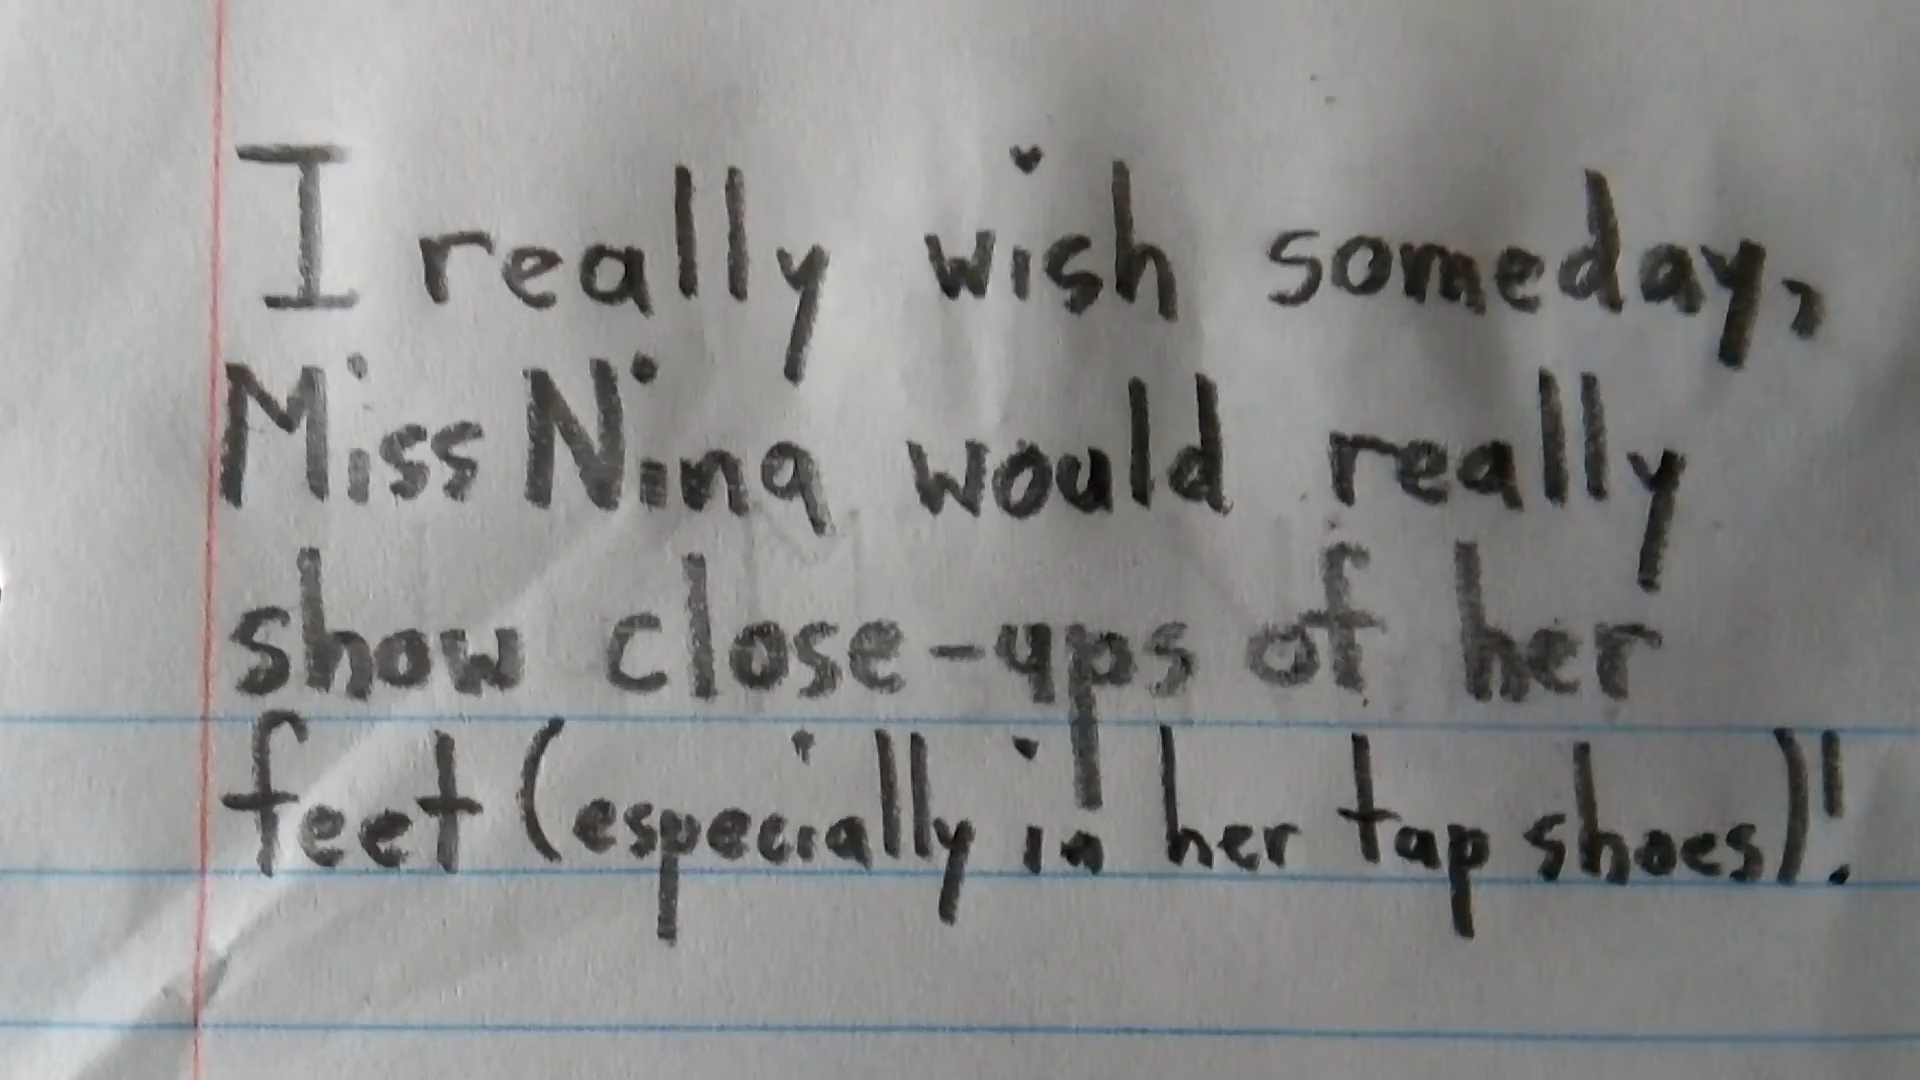 I really wish someday,
Miss Nina would really
show close-ups of her
feet (especially in her tap shoes)!